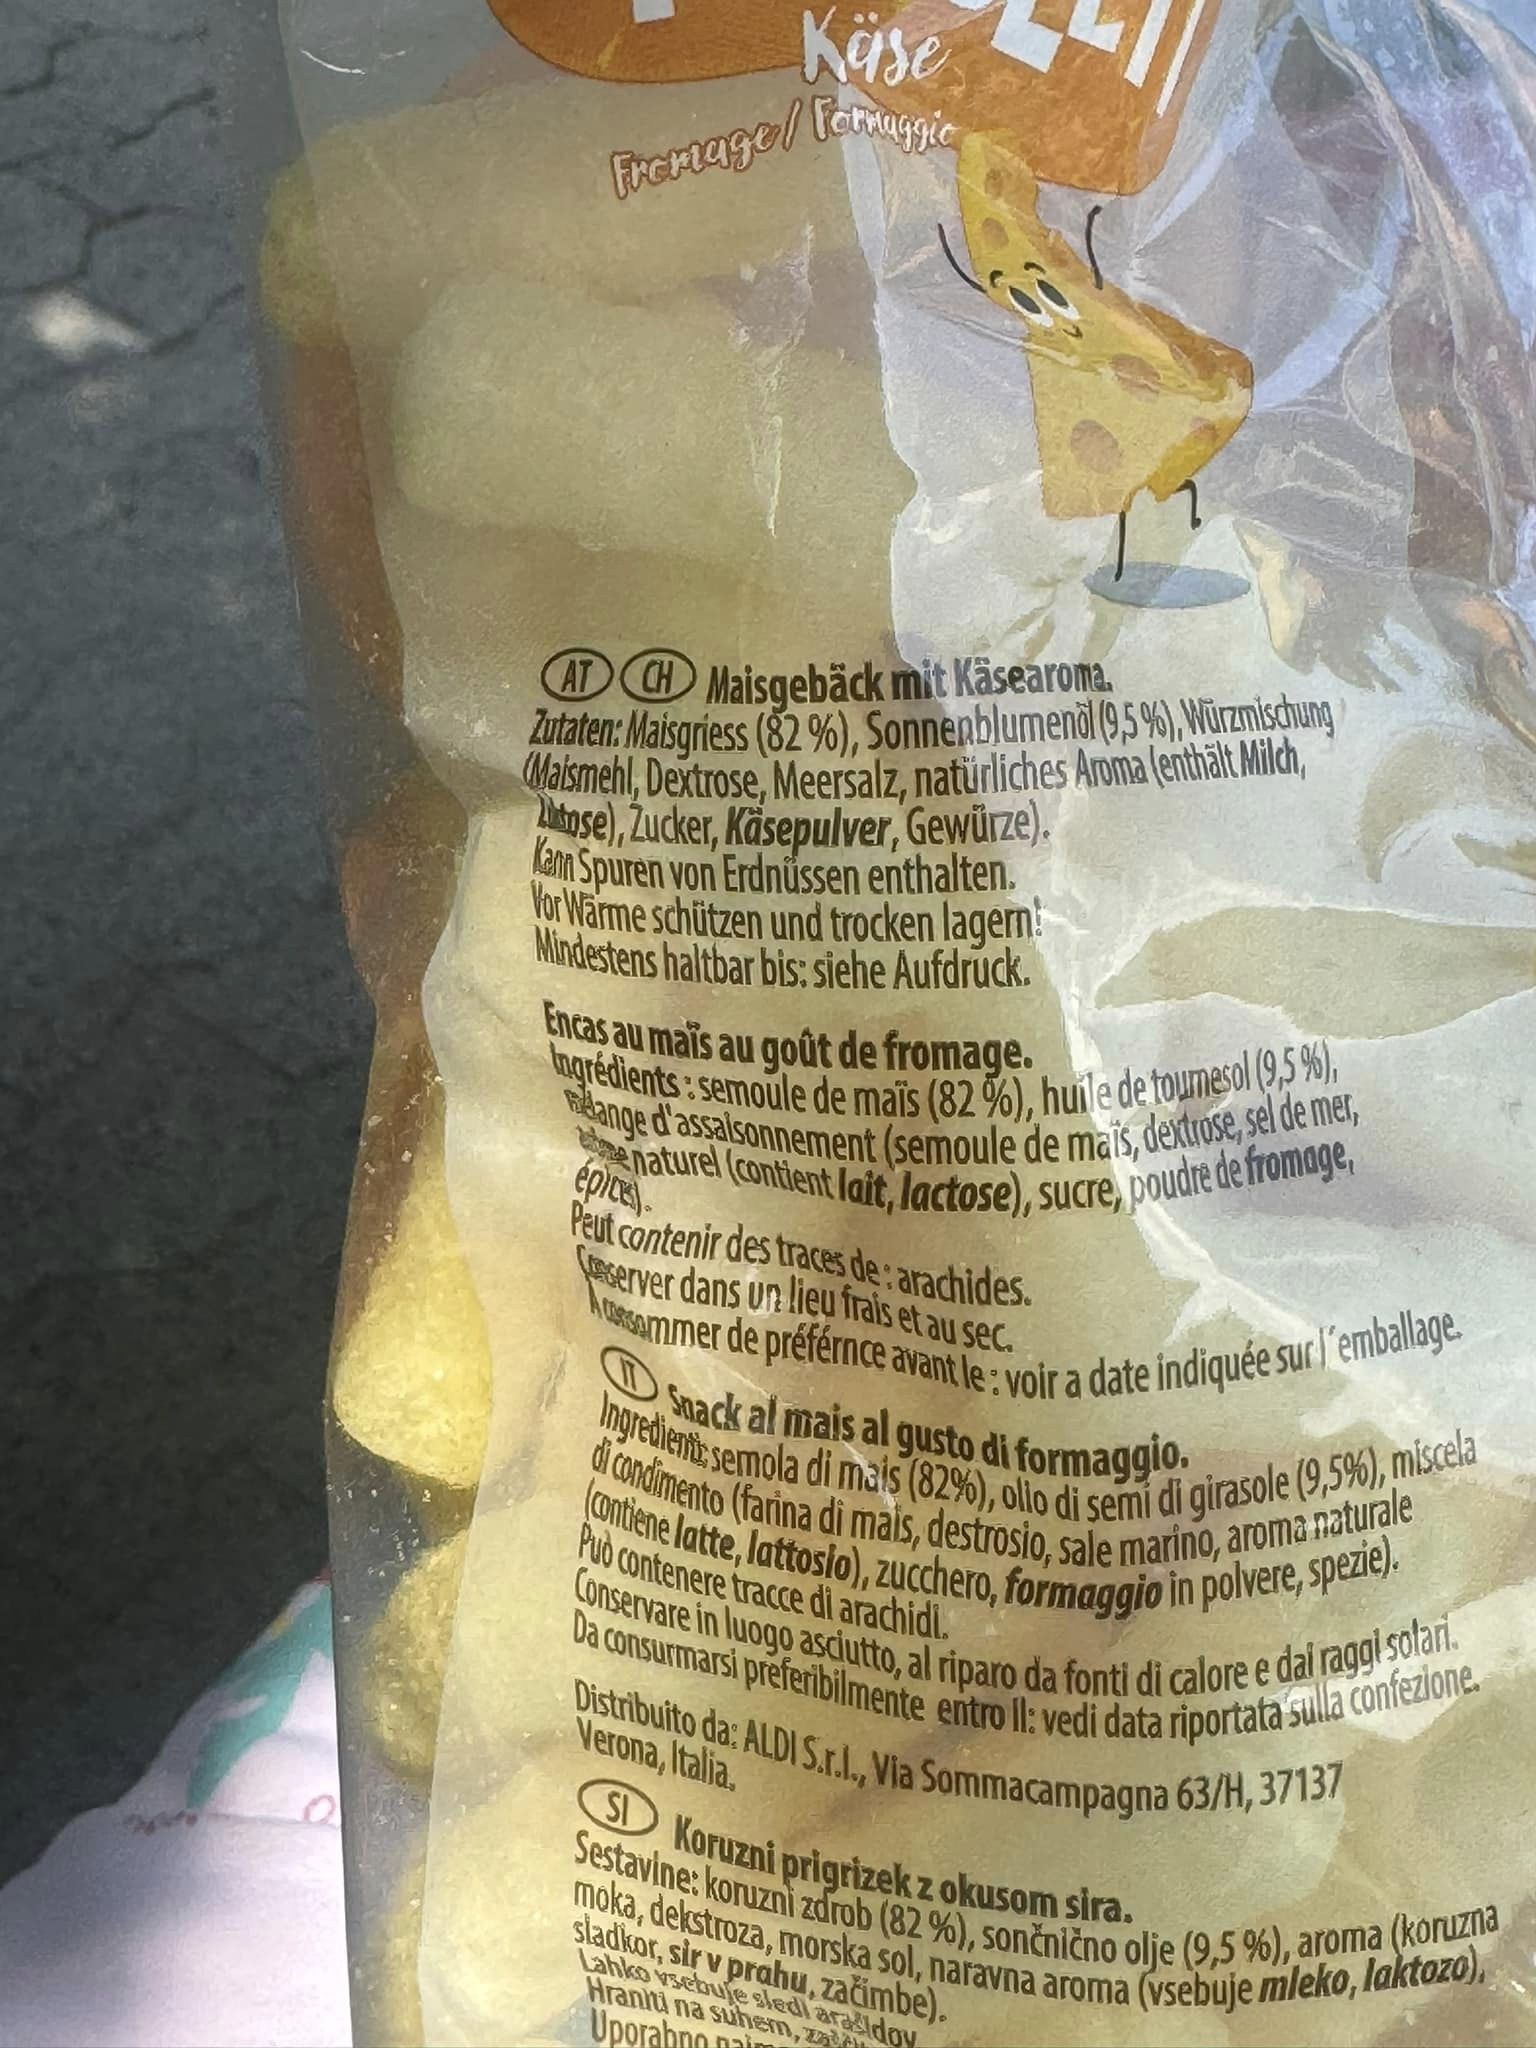 Käse
Fromage / Formaggio
AT CH Maisgebäck mit Käsearoma.
Zutaten: Maisgriess (82 %), Sonnenblumenöl (9,5 %), Würzmischung
(Maismehl, Dextrose, Meersalz, natürliches Aroma (enthält Milch,
Zucker, Käsepulver, Gewürze).
Kann Spuren von Erdnüssen enthalten.
Vor Wärme schützen und trocken lagern!
Mindestens haltbar bis: siehe Aufdruck.
Encas au maïs au goût de fromage.
Ingrédients : semoule de maïs (82 %), huile de tournesol (9,5 %),
d'assaisonnement (semoule de maïs, dextrose, sel de mer,
naturel (contient lait, lactose), sucre, poudre de fromage,
épices).
Peut contenir des traces de : arachides.
Conserver dans un lieu frais et au sec.
A consommer de préférnce avant le : voir a date indiquée sur l'emballage.
IT Snack al mais al gusto di formaggio.
Ingredienti: semola di mais (82%), olio di semi di girasole (9,5%), miscela
di condimento (farina di mais, destrosio, sale marino, aroma naturale
(contiene latte, lattosio), zucchero, formaggio in polvere, spezie).
Può contenere tracce di arachidi.
Conservare in luogo asciutto, al riparo da fonti di calore e dai raggi solari.
Da consumarsi preferibilmente entro il: vedi data riportata sulla confezione.
Distribuito da: ALDI S.r.l., Via Sommacampagna 63/H, 37137
Verona, Italia.
SI Koruzni prigrizek z okusom sira.
Sestavine: koruzni zdrob (82 %), sončnično olje (9,5 %), aroma (koruzna
moka, dekstroza, morska sol, naravna aroma (vsebuje mleko, laktozo),
sladkor, sir v prahu, začimbe).
Lahko vsebuje sledi arašidov
Hraniti na suhem,
Uporabno